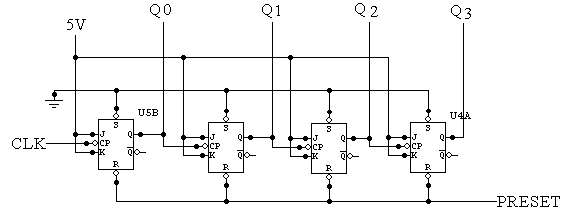 Q0 Q1 Q2 Q3
5V
U5B U4A
S S S S
J Q J Q J Q J Q
CLK CP CP CP CP
K Q K Q K Q K Q
R R R R
PRESET